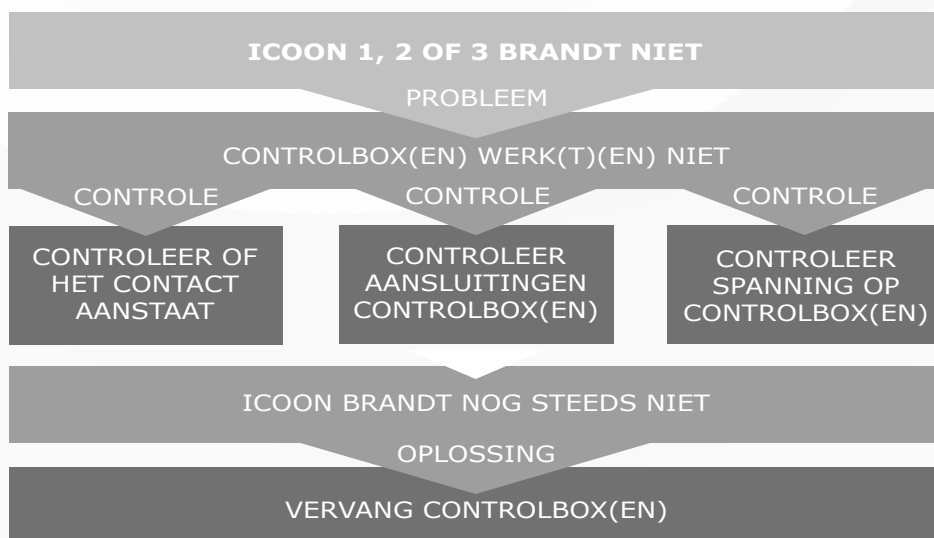 ICOON 1, 2 OF 3 BRANDT NIET
PROBLEEM
CONTROLBOX(EN) WERK(T)(EN) NIET
CONTROLE
CONTROLE
CONTROLE
CONTROLEER OF
HET CONTACT
AANSTAAT
CONTROLEER
AANSLUITINGEN
CONTROLBOX(EN)
CONTROLEER
SPANNING OP
CONTROLBOX(EN)
ICOON BRANDT NOG STEEDS NIET
OPLOSSING
VERVANG CONTROLBOX(EN)